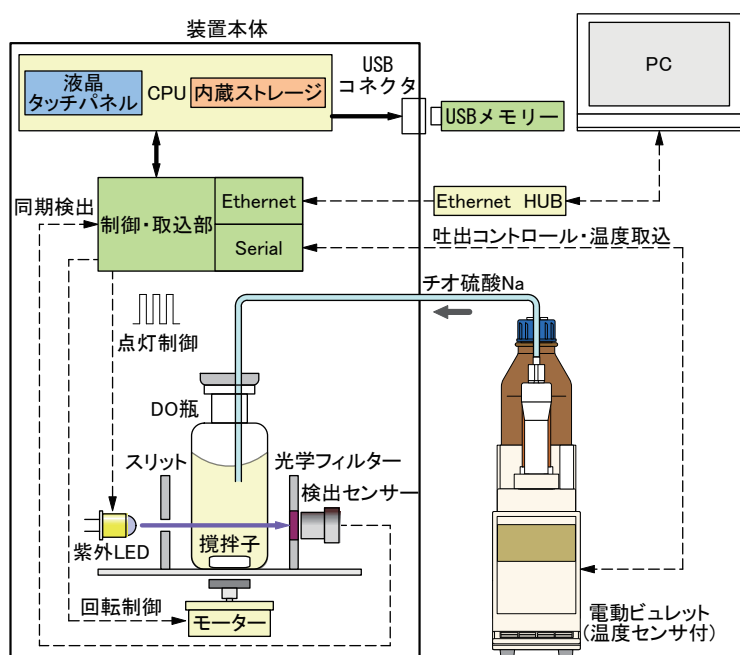 装置本体
液晶
タッチパネル
CPU
内蔵ストレージ
USB
コネクタ
USBメモリー
PC
同期検出
制御・取込部
Ethernet
Serial
Ethernet HUB
吐出コントロール・温度取込
チオ硫酸Na
点灯制御
DO瓶
スリット
光学フィルター
検出センサー
紫外LED
撹拌子
回転制御
モーター
電動ビュレット
(温度センサ付)